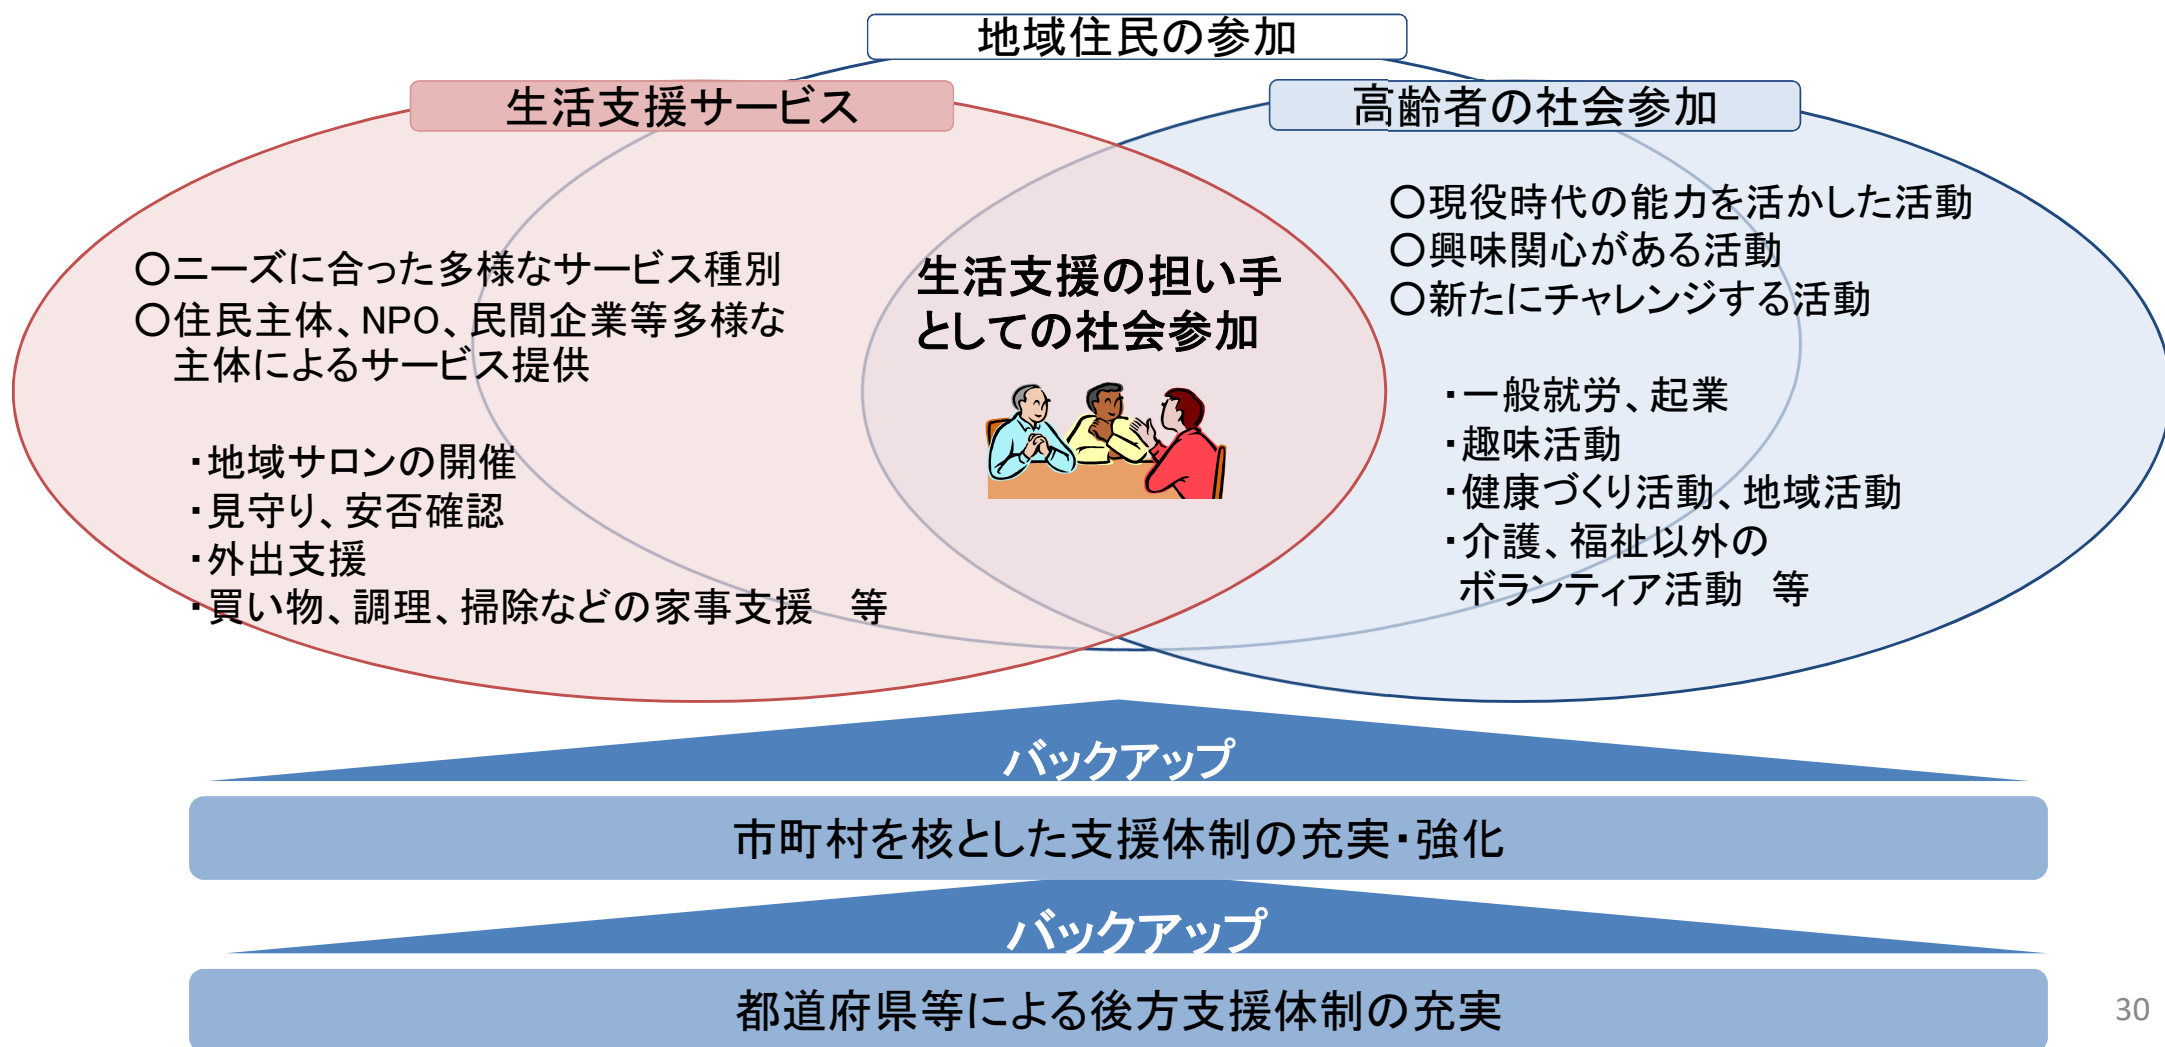 地域住民の参加
生活支援サービス
高齢者の社会参加
○ニーズに合った多様なサービス種別
○住民主体、NPO、民間企業等多様な
主体によるサービス提供
・地域サロンの開催
・見守り、安否確認
・外出支援
・買い物、調理、掃除などの家事支援　等
生活支援の担い手
としての社会参加
○現役時代の能力を活かした活動
○興味関心がある活動
○新たにチャレンジする活動
・一般就労、起業
・趣味活動
・健康づくり活動、地域活動
・介護、福祉以外の
ボランティア活動　等
バックアップ
市町村を核とした支援体制の充実・強化
バックアップ
都道府県等による後方支援体制の充実
30